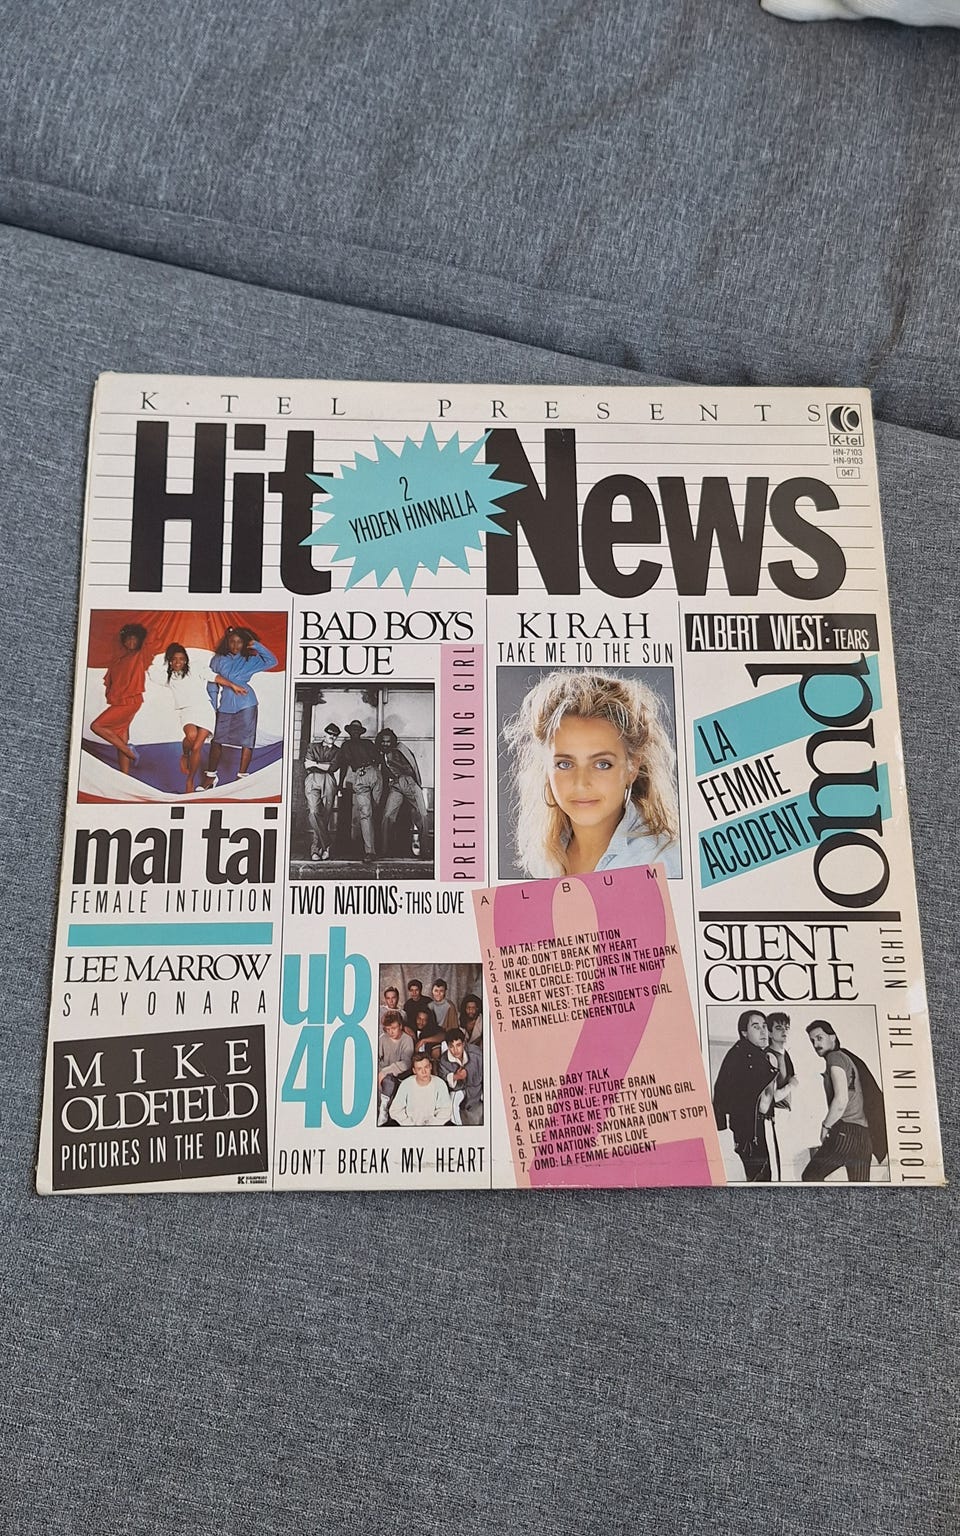 K·TEL PRESENTS
K-tel
HN-7103
HN-9103
047
Hit News
2
YHDEN HINNALLA
mai tai
FEMALE INTUITION
LEE MARROW
SAYONARA
MIKE
OLDFIELD
PICTURES IN THE DARK
BAD BOYS
BLUE
PRETTY YOUNG GIRL
TWO NATIONS: THIS LOVE
ub
40
DON'T BREAK MY HEART
KIRAH
TAKE ME TO THE SUN
ALBUM
2
1. MAI TAI: FEMALE INTUITION
2. UB 40: DON'T BREAK MY HEART
3. MIKE OLDFIELD: PICTURES IN THE DARK
4. SILENT CIRCLE: TOUCH IN THE NIGHT
5. ALBERT WEST: TEARS
6. TESSA NILES: THE PRESIDENT'S GIRL
7. MARTINELLI: CENERENTOLA
1. ALISHA: BABY TALK
2. DEN HARROW: FUTURE BRAIN
3. BAD BOYS BLUE: PRETTY YOUNG GIRL
4. KIRAH: TAKE ME TO THE SUN
5. LEE MARROW: SAYONARA (DON'T STOP)
6. TWO NATIONS: THIS LOVE
7. OMD: LA FEMME ACCIDENT
ALBERT WEST: TEARS
omd
LA
FEMME
ACCIDENT
SILENT
CIRCLE
TOUCH IN THE NIGHT